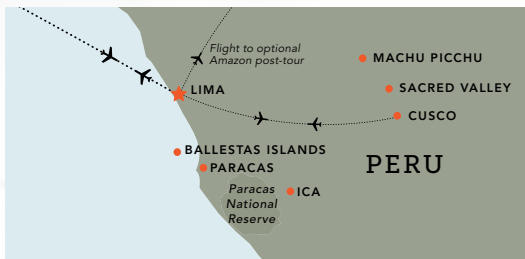 Flight to optional
Amazon post-tour
MACHU PICCHU
LIMA
SACRED VALLEY
CUSCO
BALLESTAS ISLANDS
PERU
PARACAS
Paracas
National
Reserve
ICA